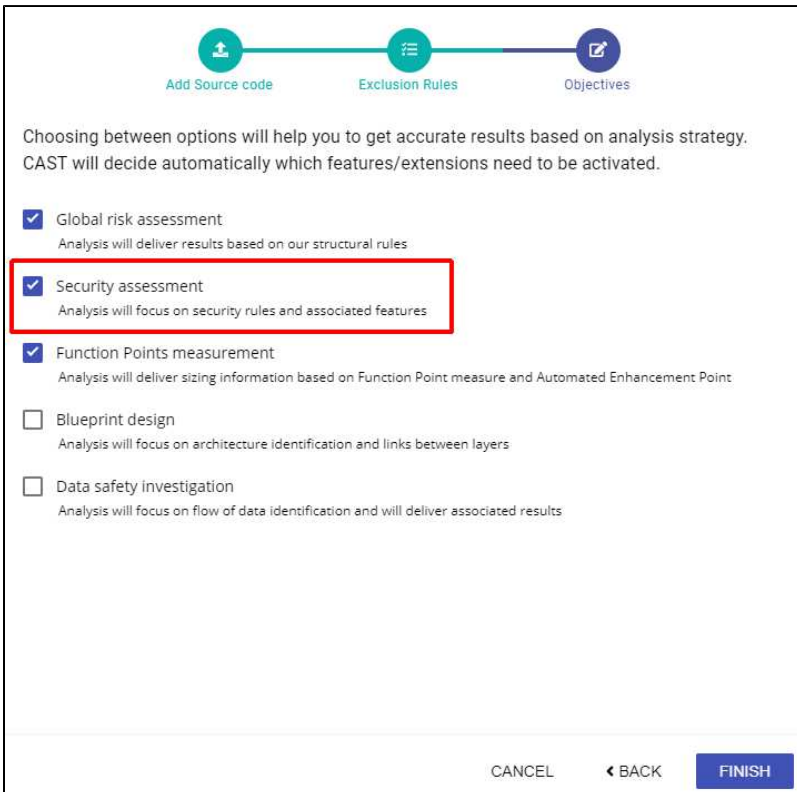 Add Source code
Exclusion Rules
Objectives
Choosing between options will help you to get accurate results based on analysis strategy.
CAST will decide automatically which features/extensions need to be activated.
Global risk assessment
Analysis will deliver results based on our structural rules
Security assessment
Analysis will focus on security rules and associated features
Function Points measurement
Analysis will deliver sizing information based on Function Point measure and Automated Enhancement Point
Blueprint design
Analysis will focus on architecture identification and links between layers
Data safety investigation
Analysis will focus on flow of data identification and will deliver associated results
CANCEL
BACK
FINISH